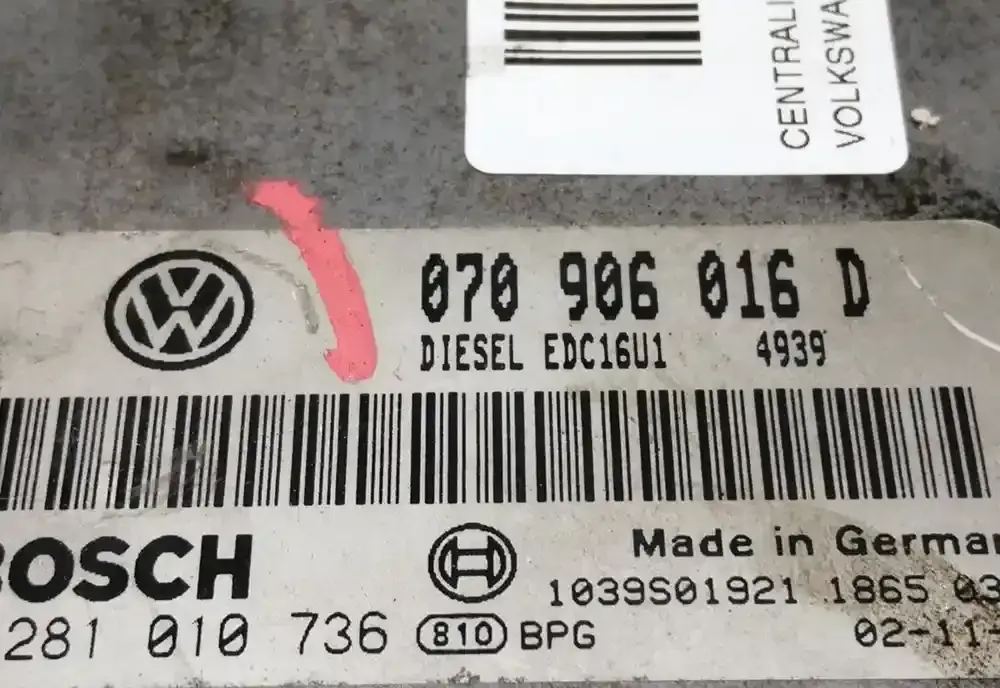 CENTRALI
VOLKSWA
070 906 016 D
DIESEL EDC16U1 4939
BOSCH
Made in German
1039S01921 1865 03
281 010 736 810 BPG
02-11-